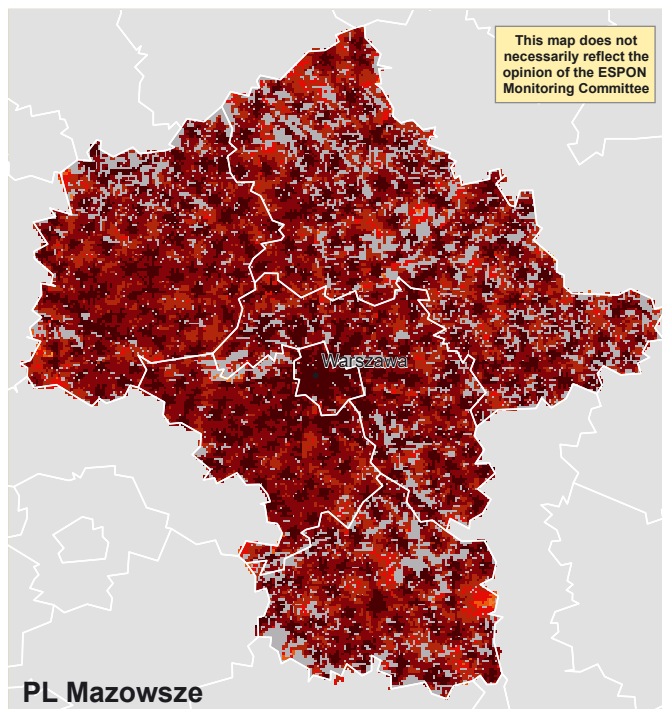 This map does not
necessarily reflect the
opinion of the ESPON
Monitoring Committee
Warszawa
PL Mazowsze